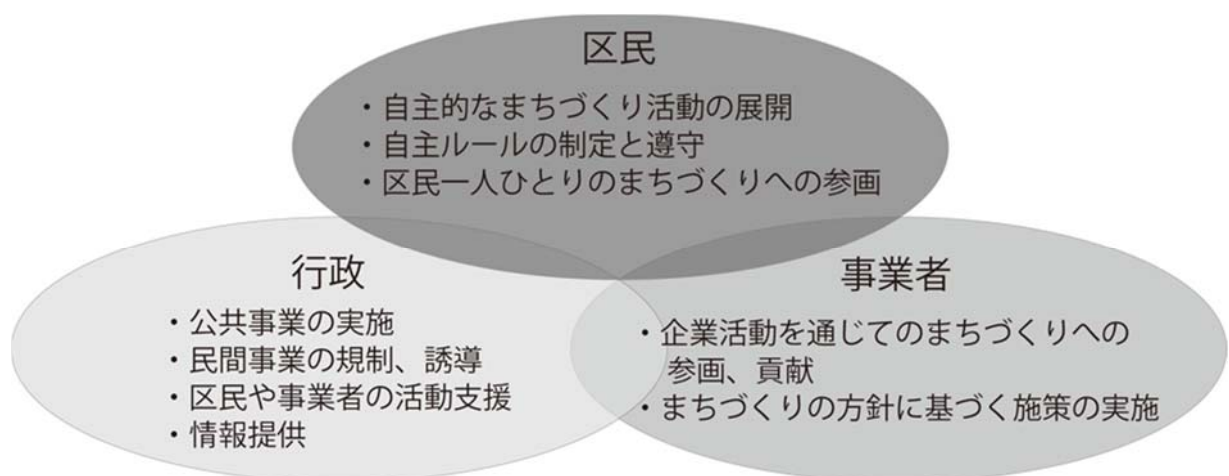 区民
・自主的なまちづくり活動の展開
・自主ルールの制定と遵守
・区民一人ひとりのまちづくりへの参画
行政
・公共事業の実施
・民間事業の規制、誘導
・区民や事業者の活動支援
・情報提供
事業者
・企業活動を通じてのまちづくりへの
参画、貢献
・まちづくりの方針に基づく施策の実施